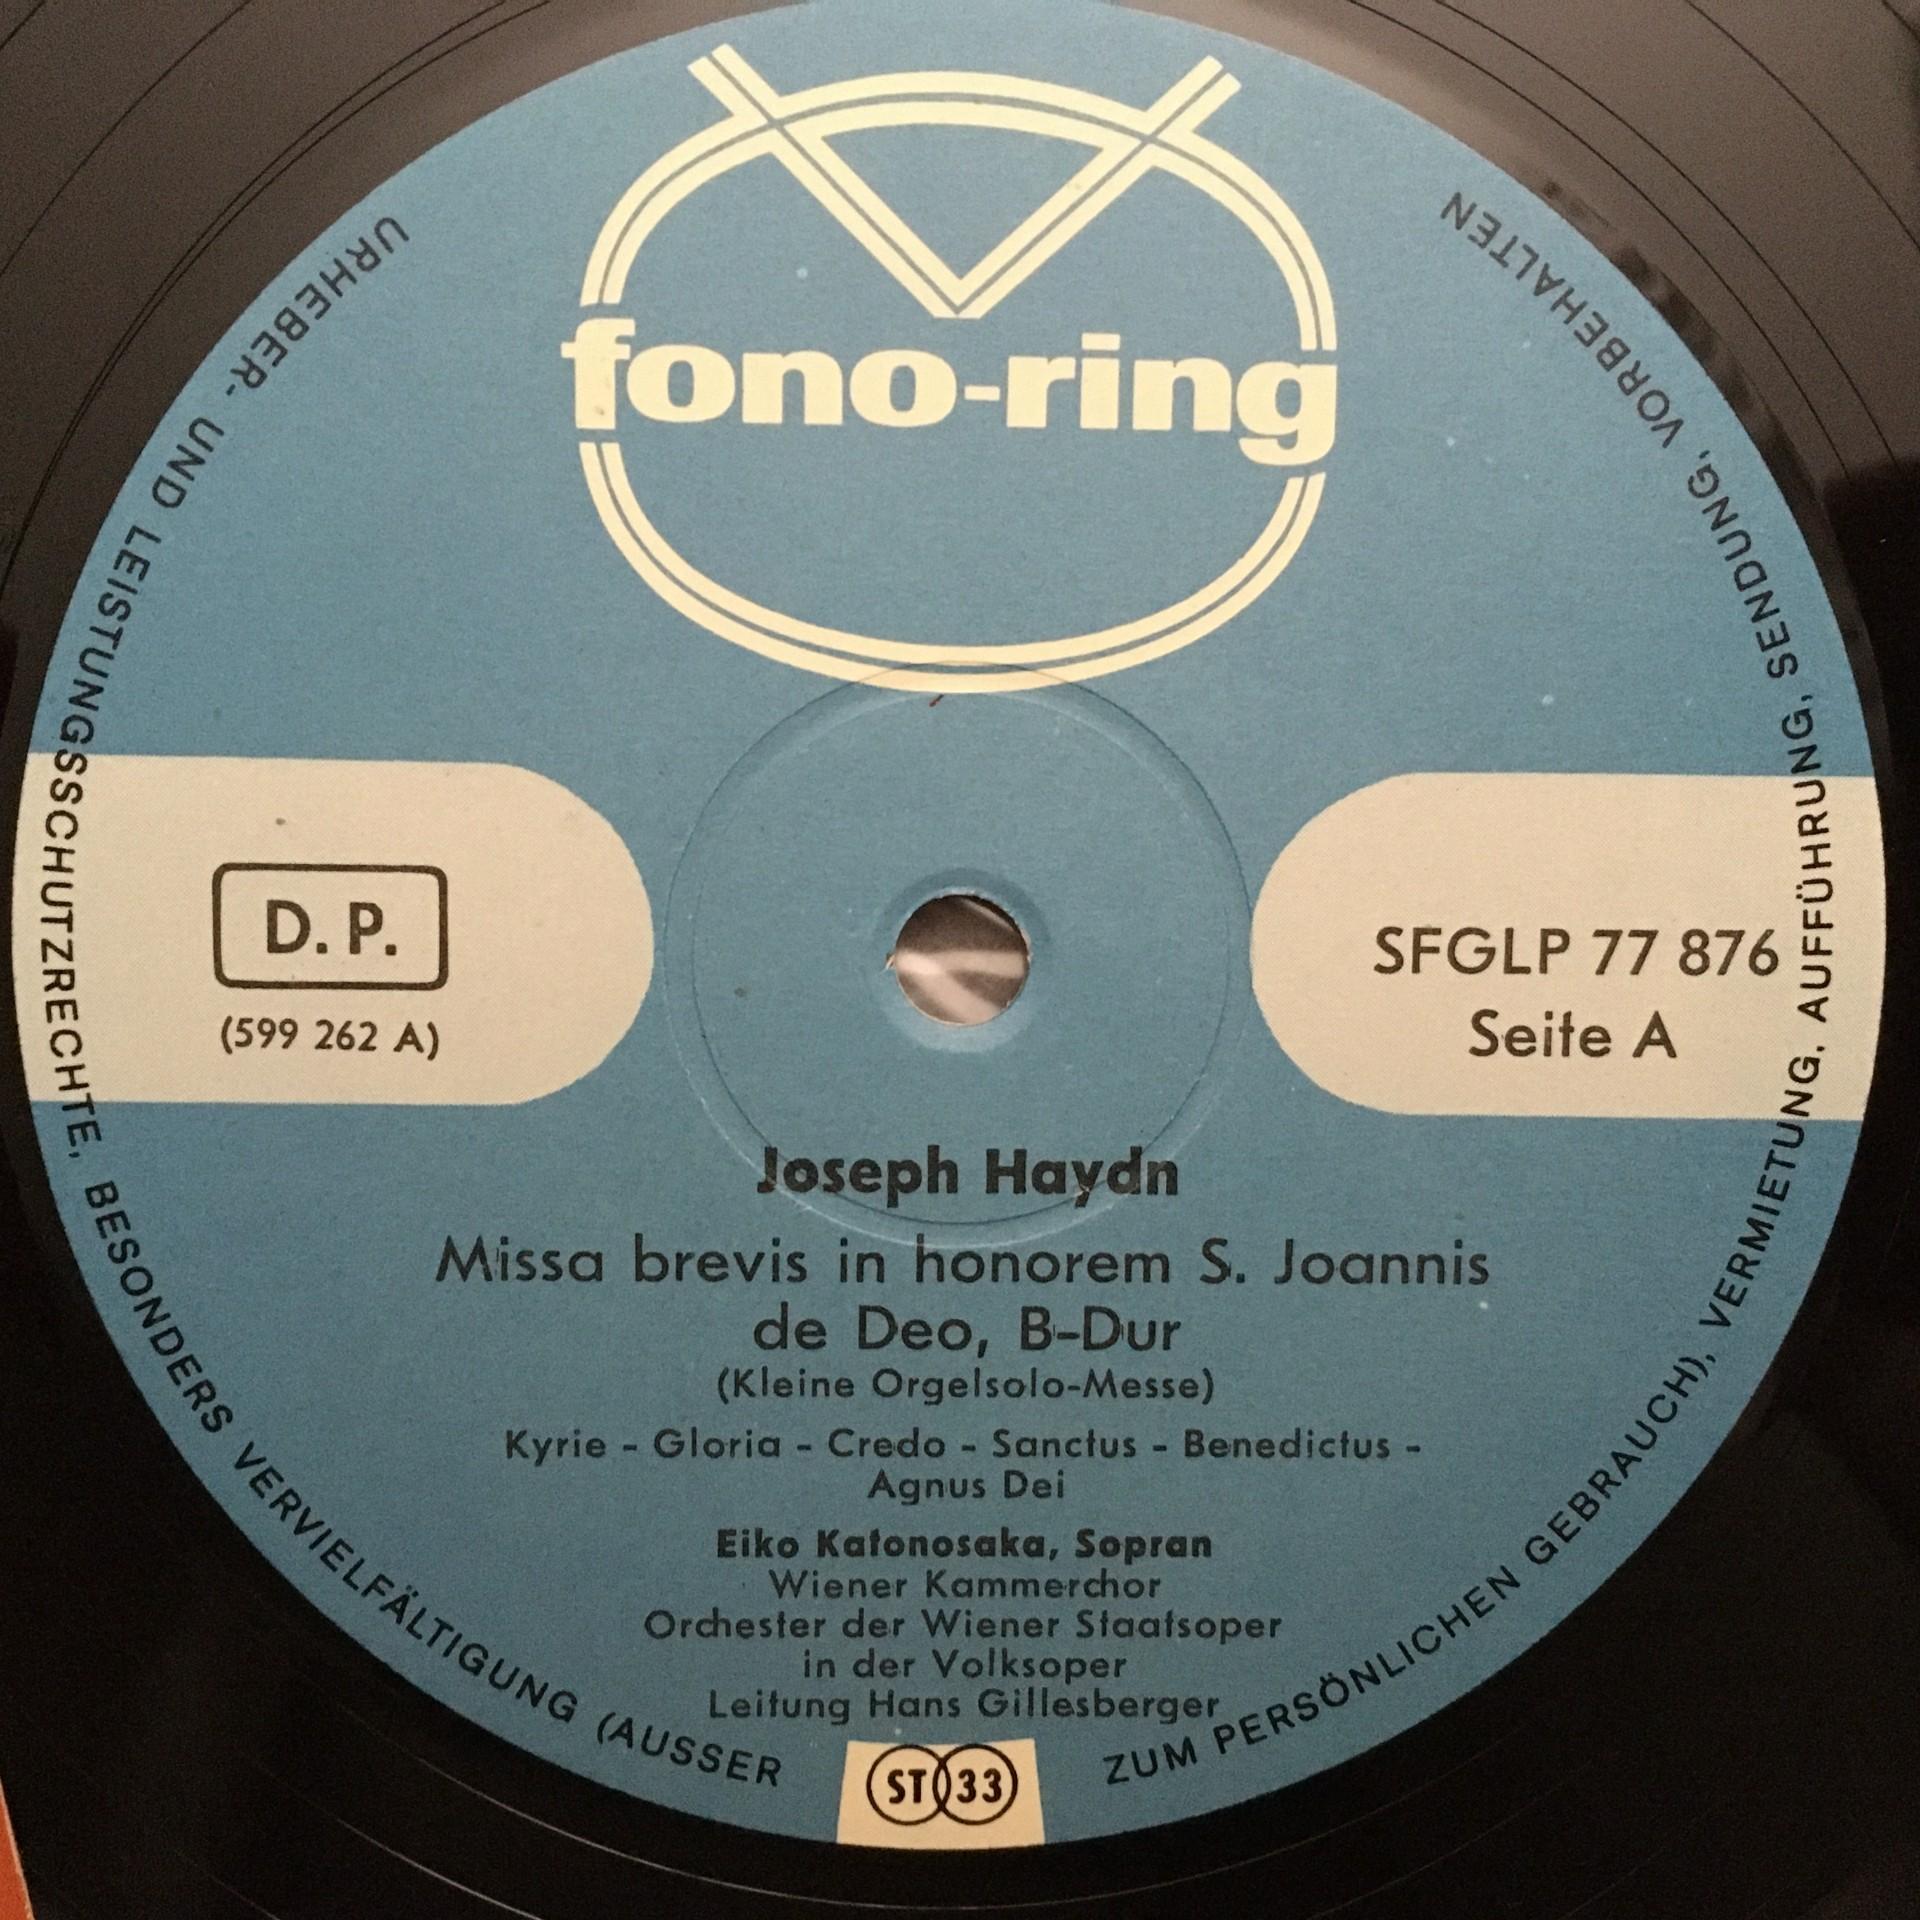 fono-ring
D. P.
(599 262 A)
SFGLP 77 876
Seite A
Joseph Haydn
Missa brevis in honorem S. Joannis
de Deo, B-Dur
(Kleine Orgelsolo-Messe)
Kyrie - Gloria - Credo - Sanctus - Benedictus -
Agnus Dei
Eiko Katonosaka, Sopran
Wiener Kammerchor
Orchester der Wiener Staatsoper
in der Volksoper
Leitung Hans Gillesberger
ST 33
URHEBER- UND LEISTUNGSSCHUTZRECHTE, BESONDERS VERVIELFÄLTIGUNG (AUSSER ZUM PERSÖNLICHEN GEBRAUCH), VERMIETUNG, AUFFÜHRUNG, SENDUNG, VORBEHALTEN